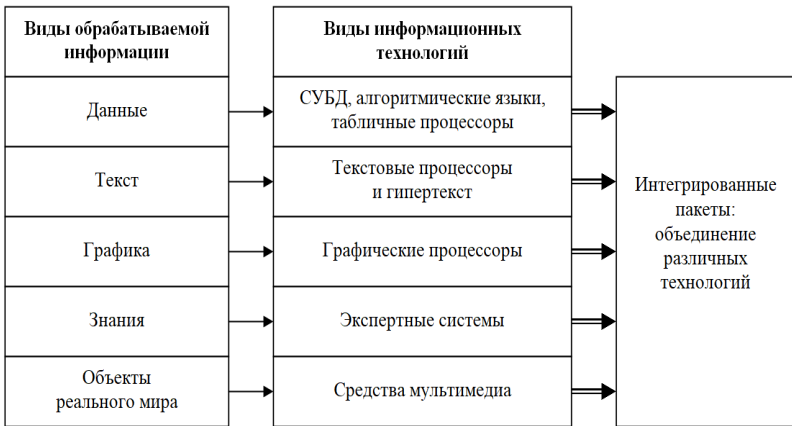 Виды обрабатываемой
информации
Виды информационных
технологий
Данные
СУБД, алгоритмические языки,
табличные процессоры
Текст
Текстовые процессоры
и гипертекст
Графика
Графические процессоры
Знания
Экспертные системы
Объекты
реального мира
Средства мультимедиа
Интегрированные
пакеты:
объединение
различных
технологий